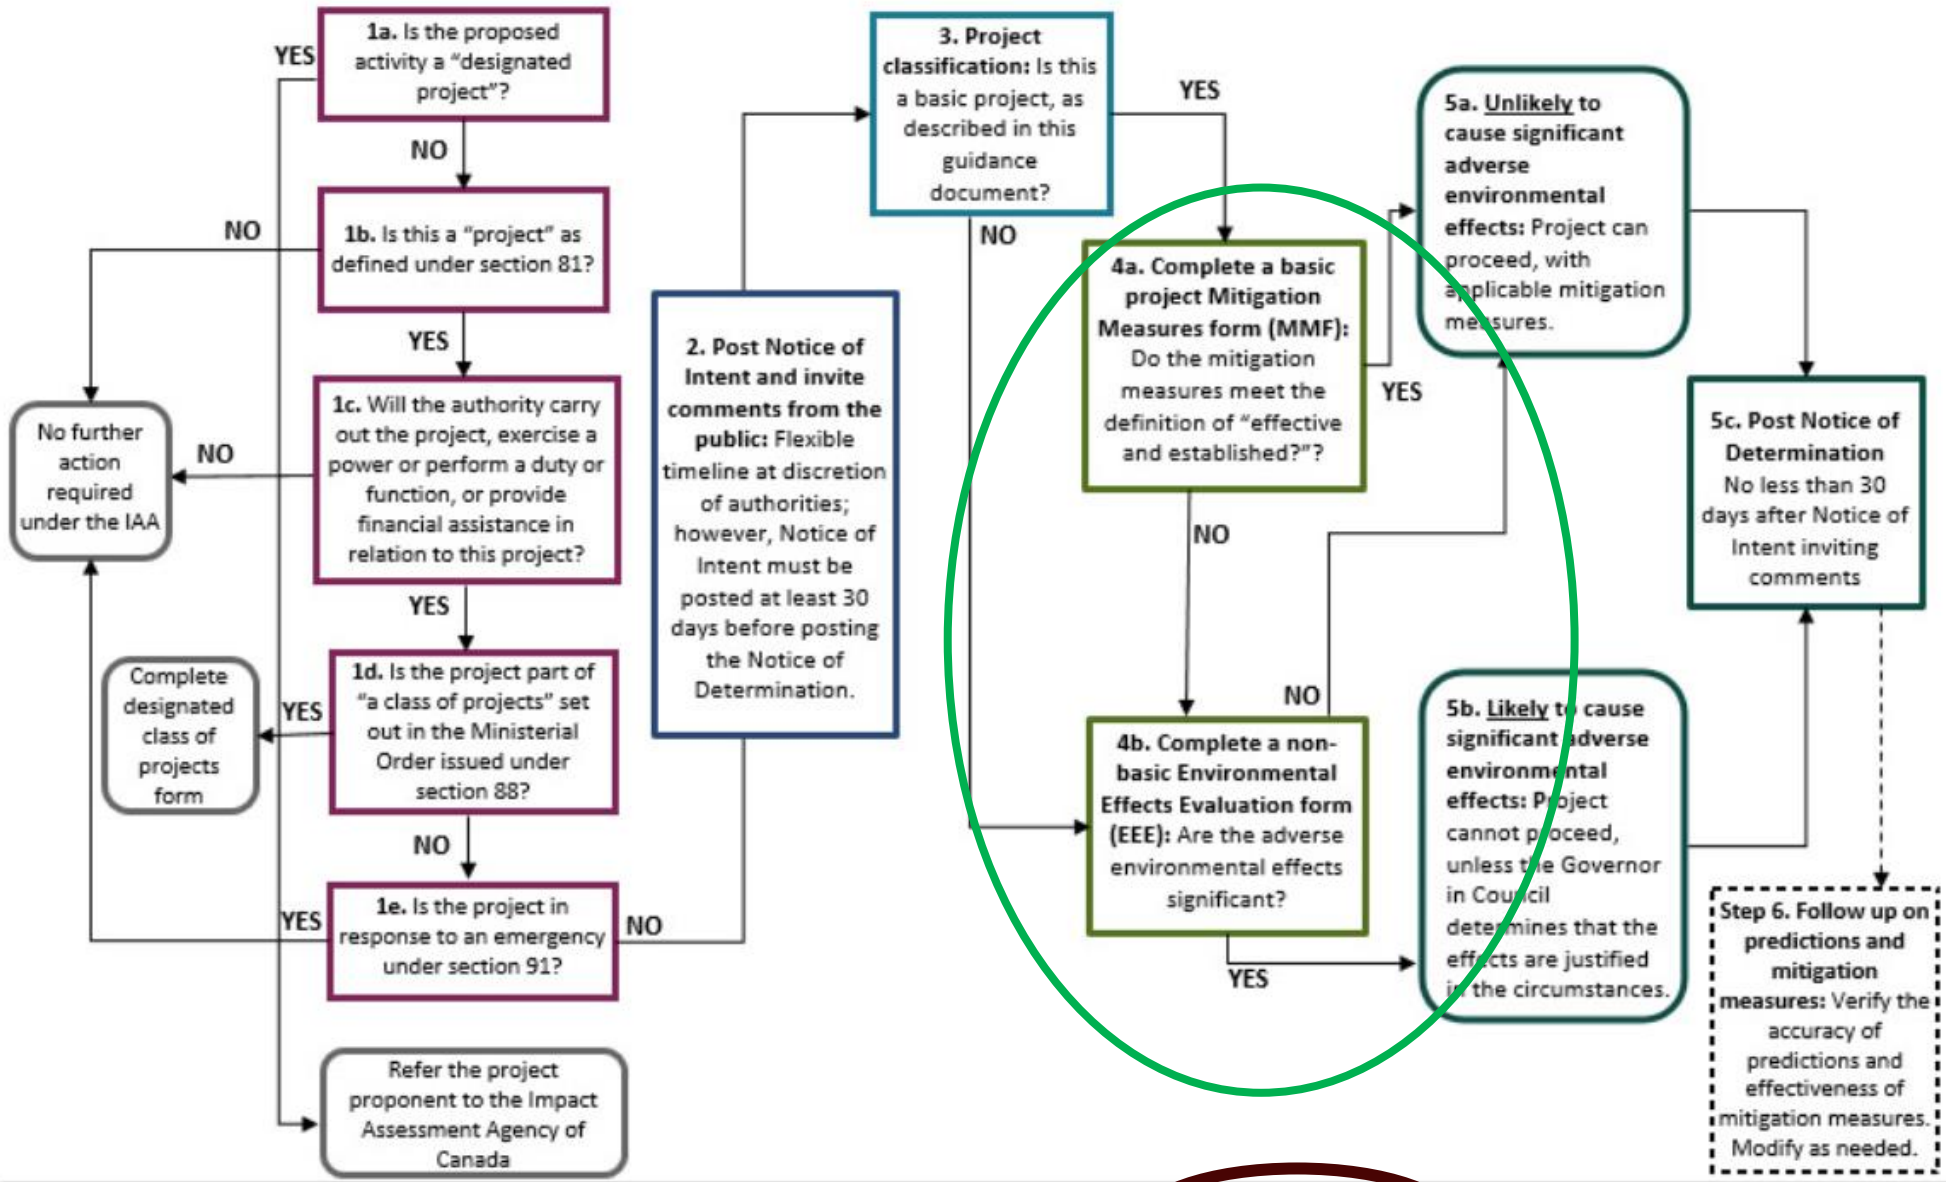 1a. Is the proposed
activity a “designated
project”?
YES
NO
1b. Is this a “project” as
defined under section 81?
NO
YES
1c. Will the authority carry
out the project, exercise a
power or perform a duty or
function, or provide
financial assistance in
relation to this project?
NO
No further
action
required
under the IAA
YES
1d. Is the project part of
“a class of projects” set
out in the Ministerial
Order issued under
section 88?
YES
Complete
designated
class of
projects
form
NO
1e. Is the project in
response to an emergency
under section 91?
YES
NO
Refer the project
proponent to the Impact
Assessment Agency of
Canada
2. Post Notice of
Intent and invite
comments from the
public: Flexible
timeline at discretion
of authorities;
however, Notice of
Intent must be
posted at least 30
days before posting
the Notice of
Determination.
3. Project
classification: Is this
a basic project, as
described in this
guidance
document?
YES
NO
4a. Complete a basic
project Mitigation
Measures form (MMF):
Do the mitigation
measures meet the
definition of “effective
and established?”?
YES
NO
4b. Complete a non-
basic Environmental
Effects Evaluation form
(EEE): Are the adverse
environmental effects
significant?
NO
YES
5a. Unlikely to
cause significant
adverse
environmental
effects: Project can
proceed, with
applicable mitigation
measures.
5b. Likely to cause
significant adverse
environmental
effects: Project
cannot proceed,
unless the Governor
in Council
determines that the
effects are justified
in the circumstances.
5c. Post Notice of
Determination
No less than 30
days after Notice of
Intent inviting
comments
Step 6. Follow up on
predictions and
mitigation
measures: Verify the
accuracy of
predictions and
effectiveness of
mitigation measures.
Modify as needed.